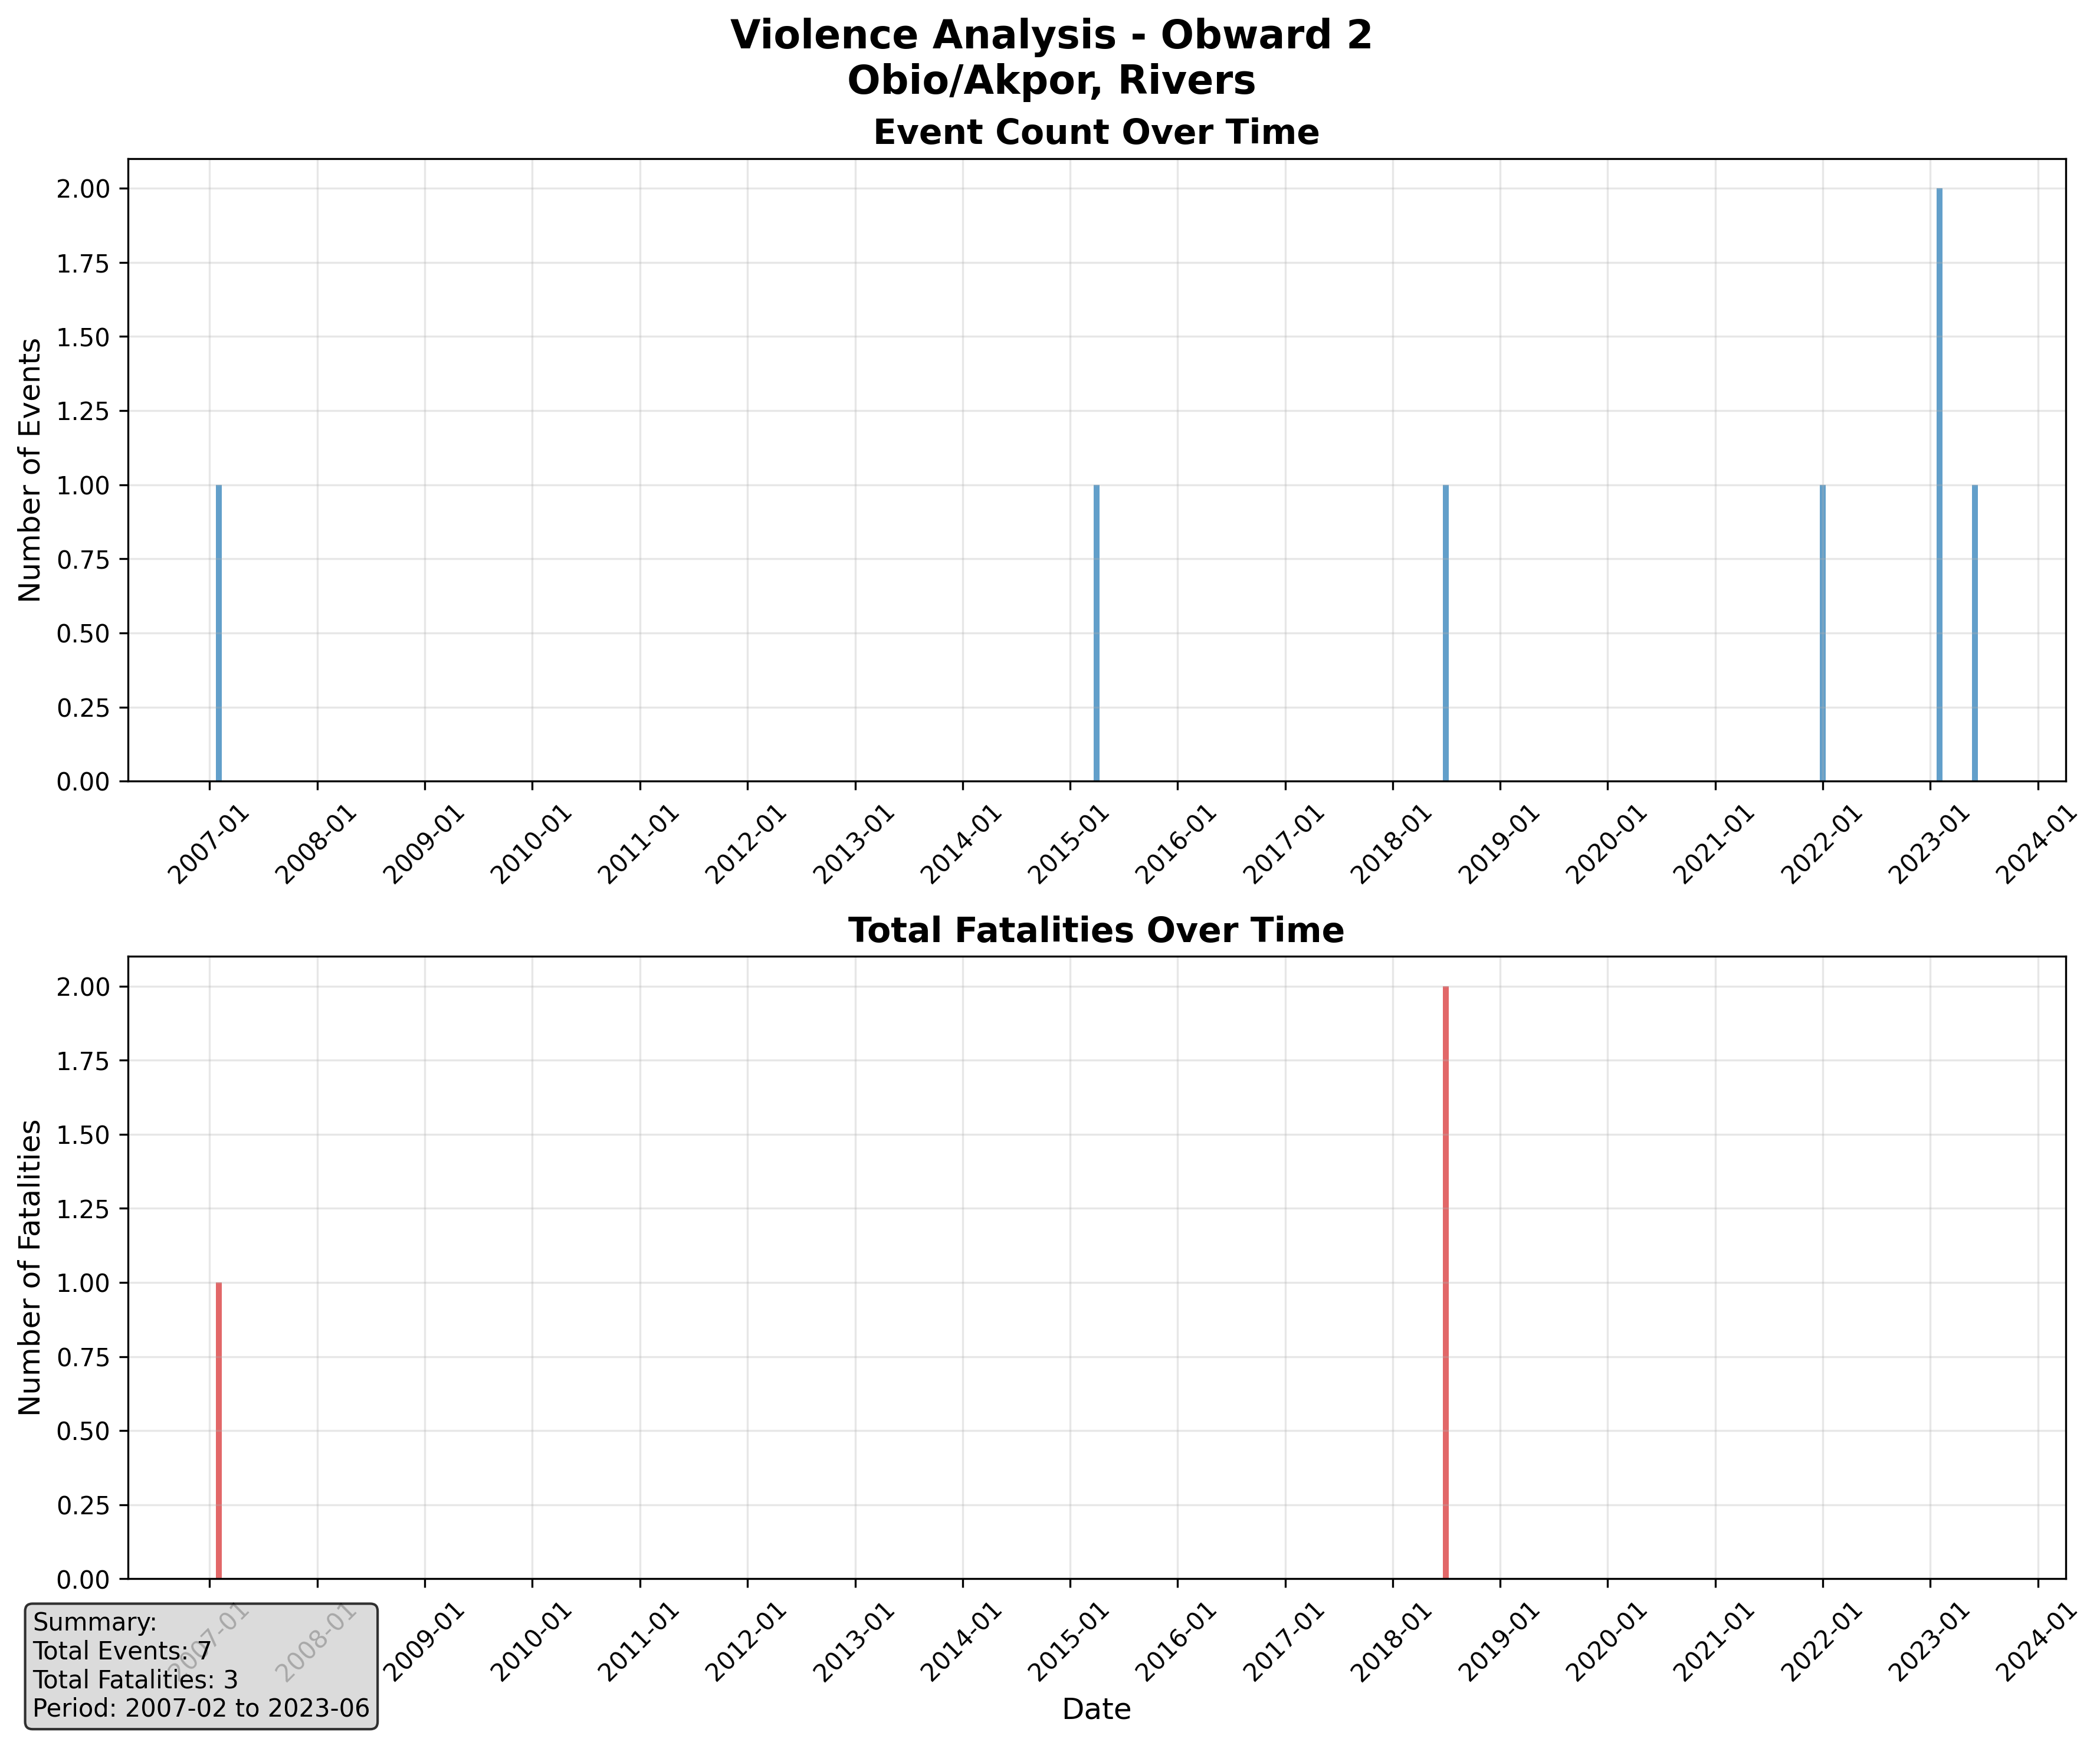 Violence Analysis - Obward 2
Obio/Akpor, Rivers
Event Count Over Time
Number of Events
2.00
1.75
1.50
1.25
1.00
0.75
0.50
0.25
0.00
2007-01 2008-01 2009-01 2010-01 2011-01 2012-01 2013-01 2014-01 2015-01 2016-01 2017-01 2018-01 2019-01 2020-01 2021-01 2022-01 2023-01 2024-01
Total Fatalities Over Time
Number of Fatalities
2.00
1.75
1.50
1.25
1.00
0.75
0.50
0.25
0.00
2007-01 2008-01 2009-01 2010-01 2011-01 2012-01 2013-01 2014-01 2015-01 2016-01 2017-01 2018-01 2019-01 2020-01 2021-01 2022-01 2023-01 2024-01
Date
Summary:
Total Events: 7
Total Fatalities: 3
Period: 2007-02 to 2023-06